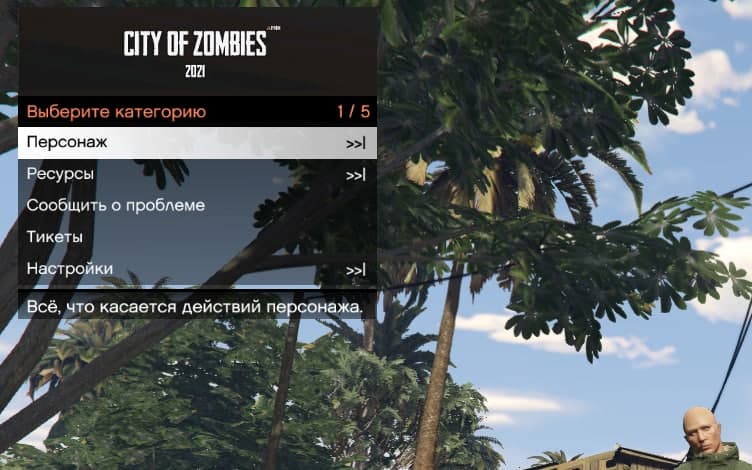 CITY OF ZOMBIES
2021
Выберите категорию 1 / 5
Персонаж >>|
Ресурсы >>|
Сообщить о проблеме
Тикеты
Настройки >>|
Всё, что касается действий персонажа.